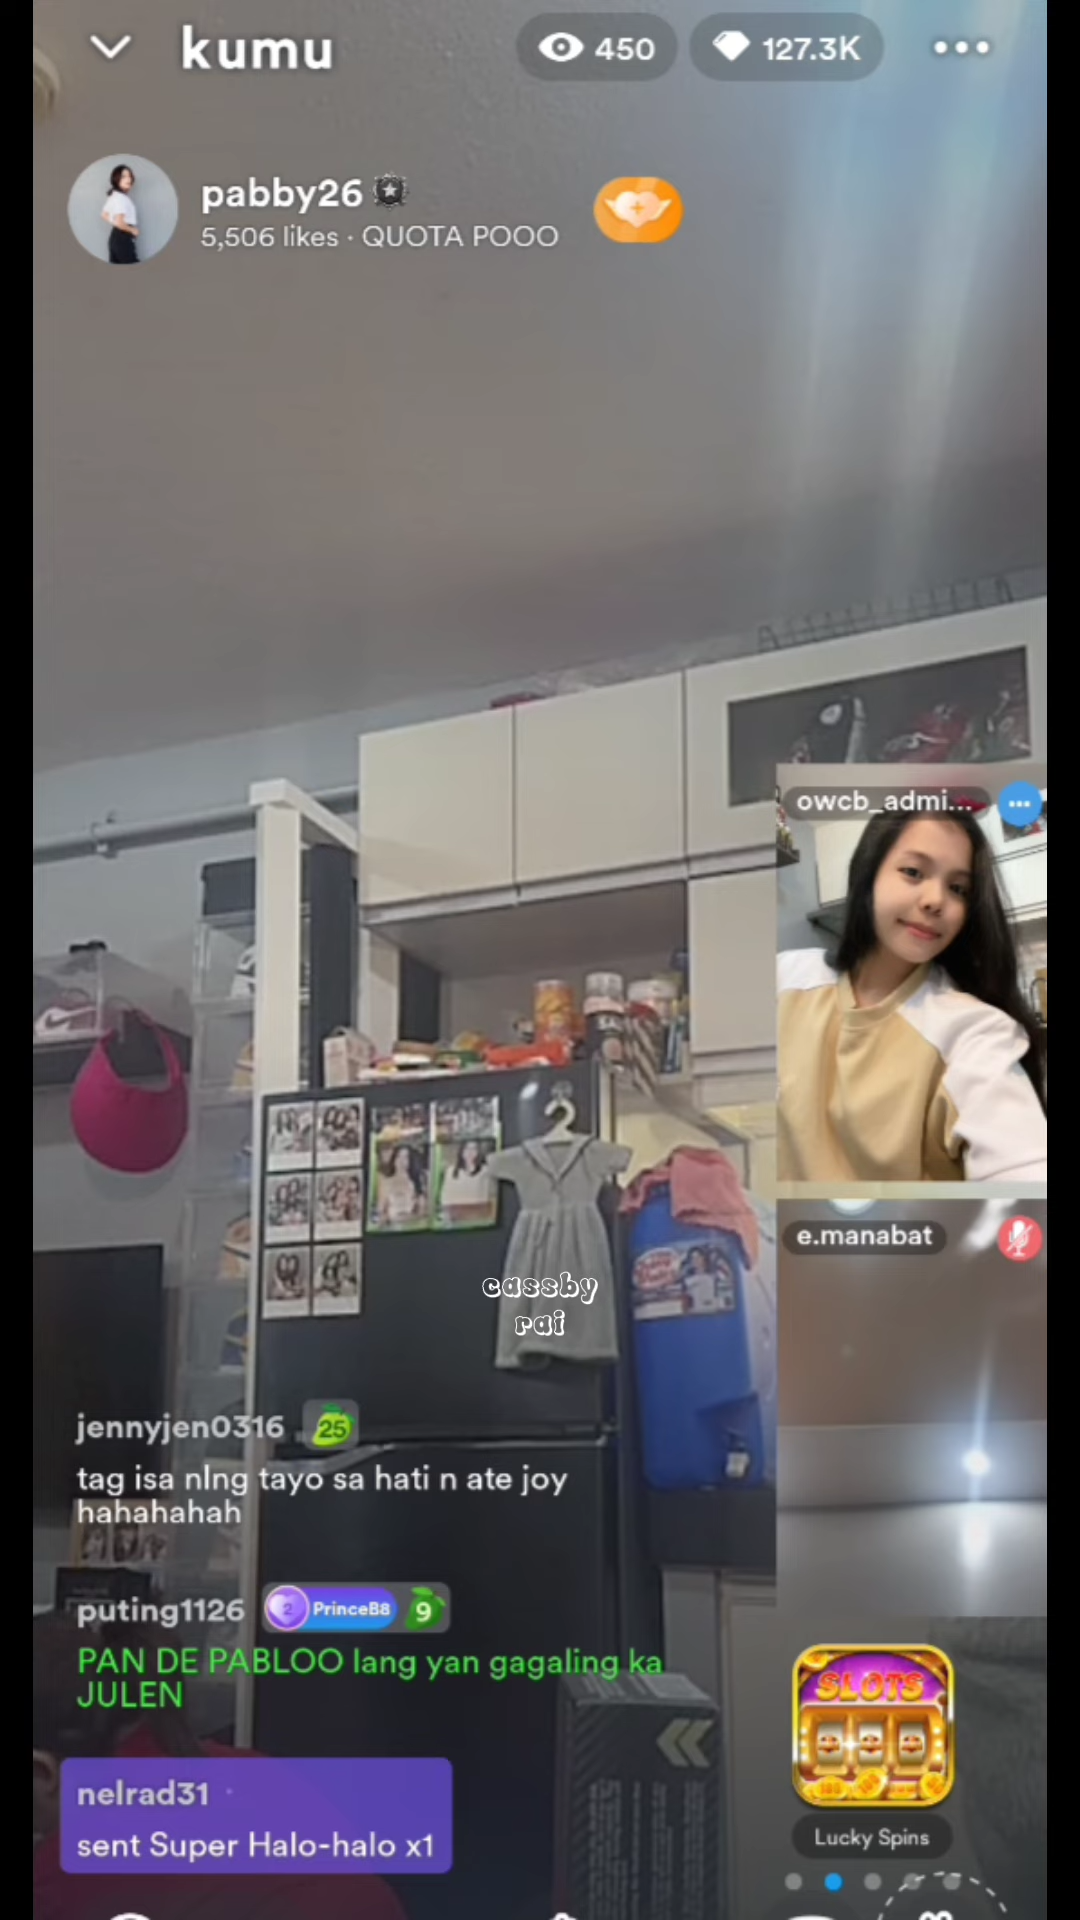 kumu
450
127.3K
pabby26
5,506 likes · QUOTA POOO
owcb_admi...
e.manabat
cassby
rai
jennyjen0316 25
tag isa nlng tayo sa hati n ate joy
hahahahah
puting1126 2 PrinceB8 9
PAN DE PABLOO lang yan gagaling ka
JULEN
nelrad31
sent Super Halo-halo x1
SLOTS
Lucky Spins